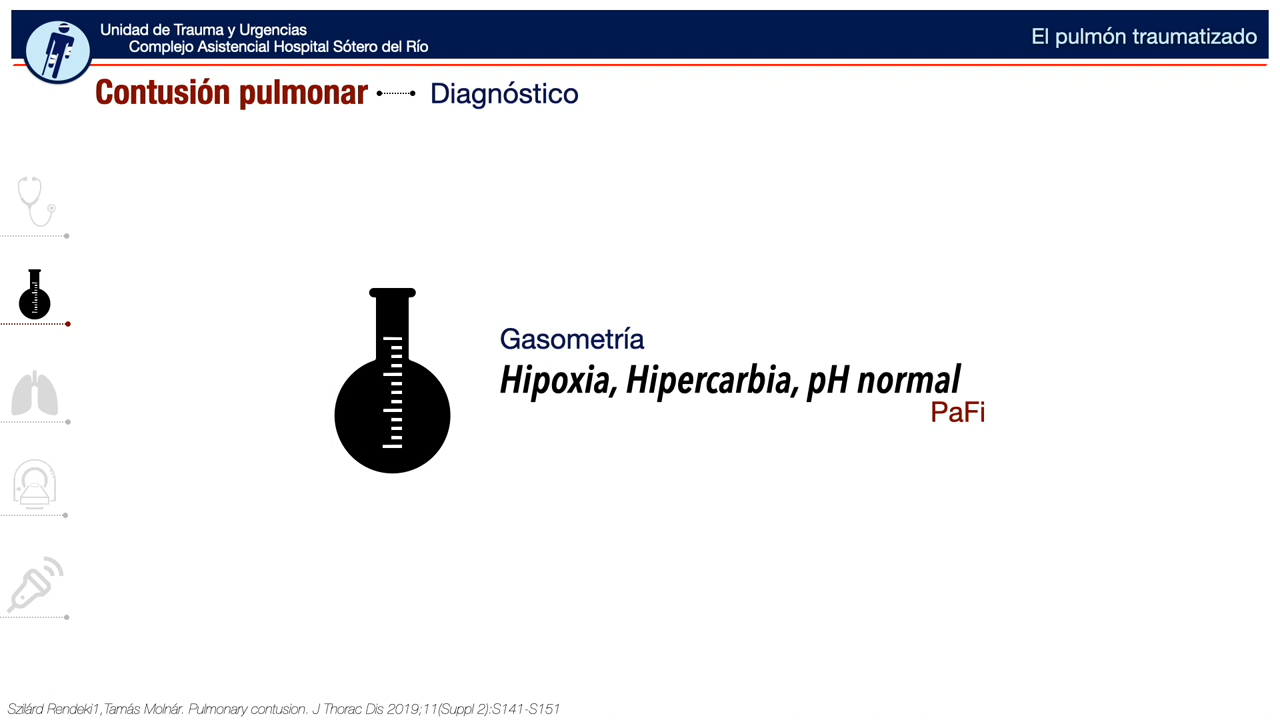 Unidad de Trauma y Urgencias
Complejo Asistencial Hospital Sótero del Río
El pulmón traumatizado
Contusión pulmonar
Diagnóstico
Gasometría
Hipoxia, Hipercarbia, pH normal
PaFi
Szilárd Rendeki1,Tamás Molnár. Pulmonary contusion. J Thorac Dis 2019;11(Suppl 2):S141-S151